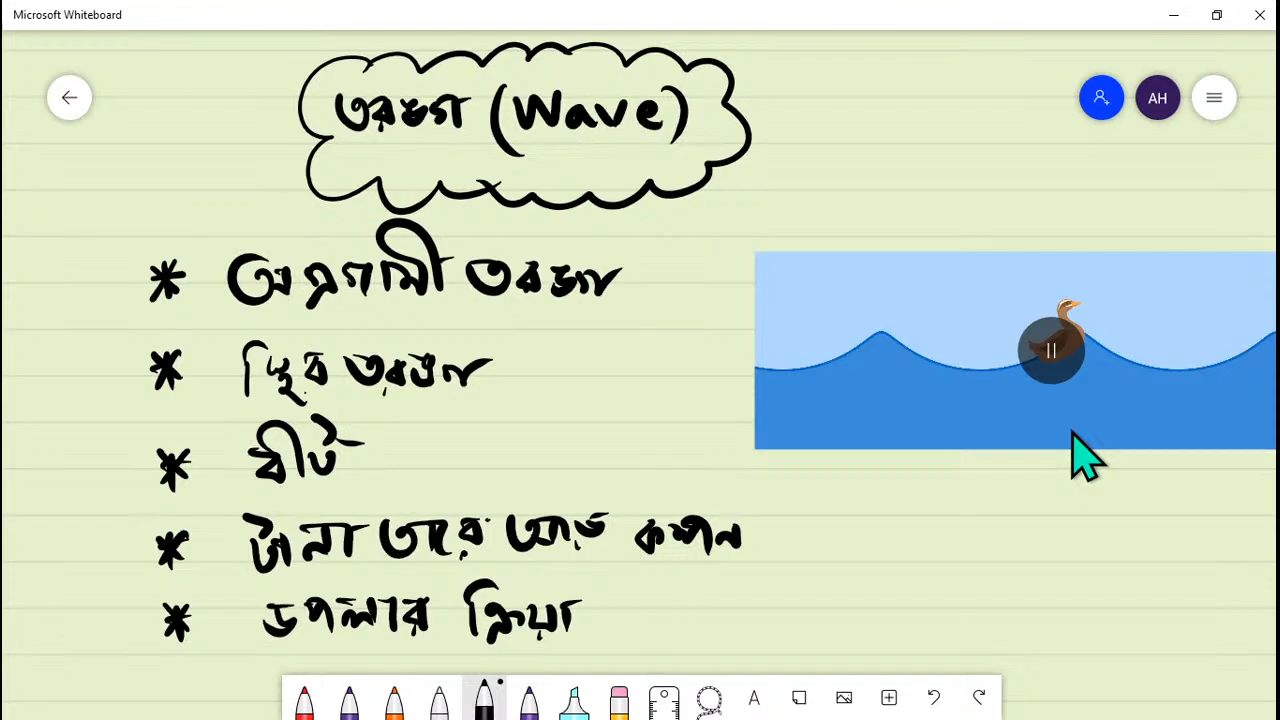 Microsoft Whiteboard
তরঙ্গ (Wave)
AH
* অগ্রগামী তরঙ্গ
* স্থির তরঙ্গ
* বীট
* টানা তারে আড় কম্পন
* ডপলার ক্রিয়া
A